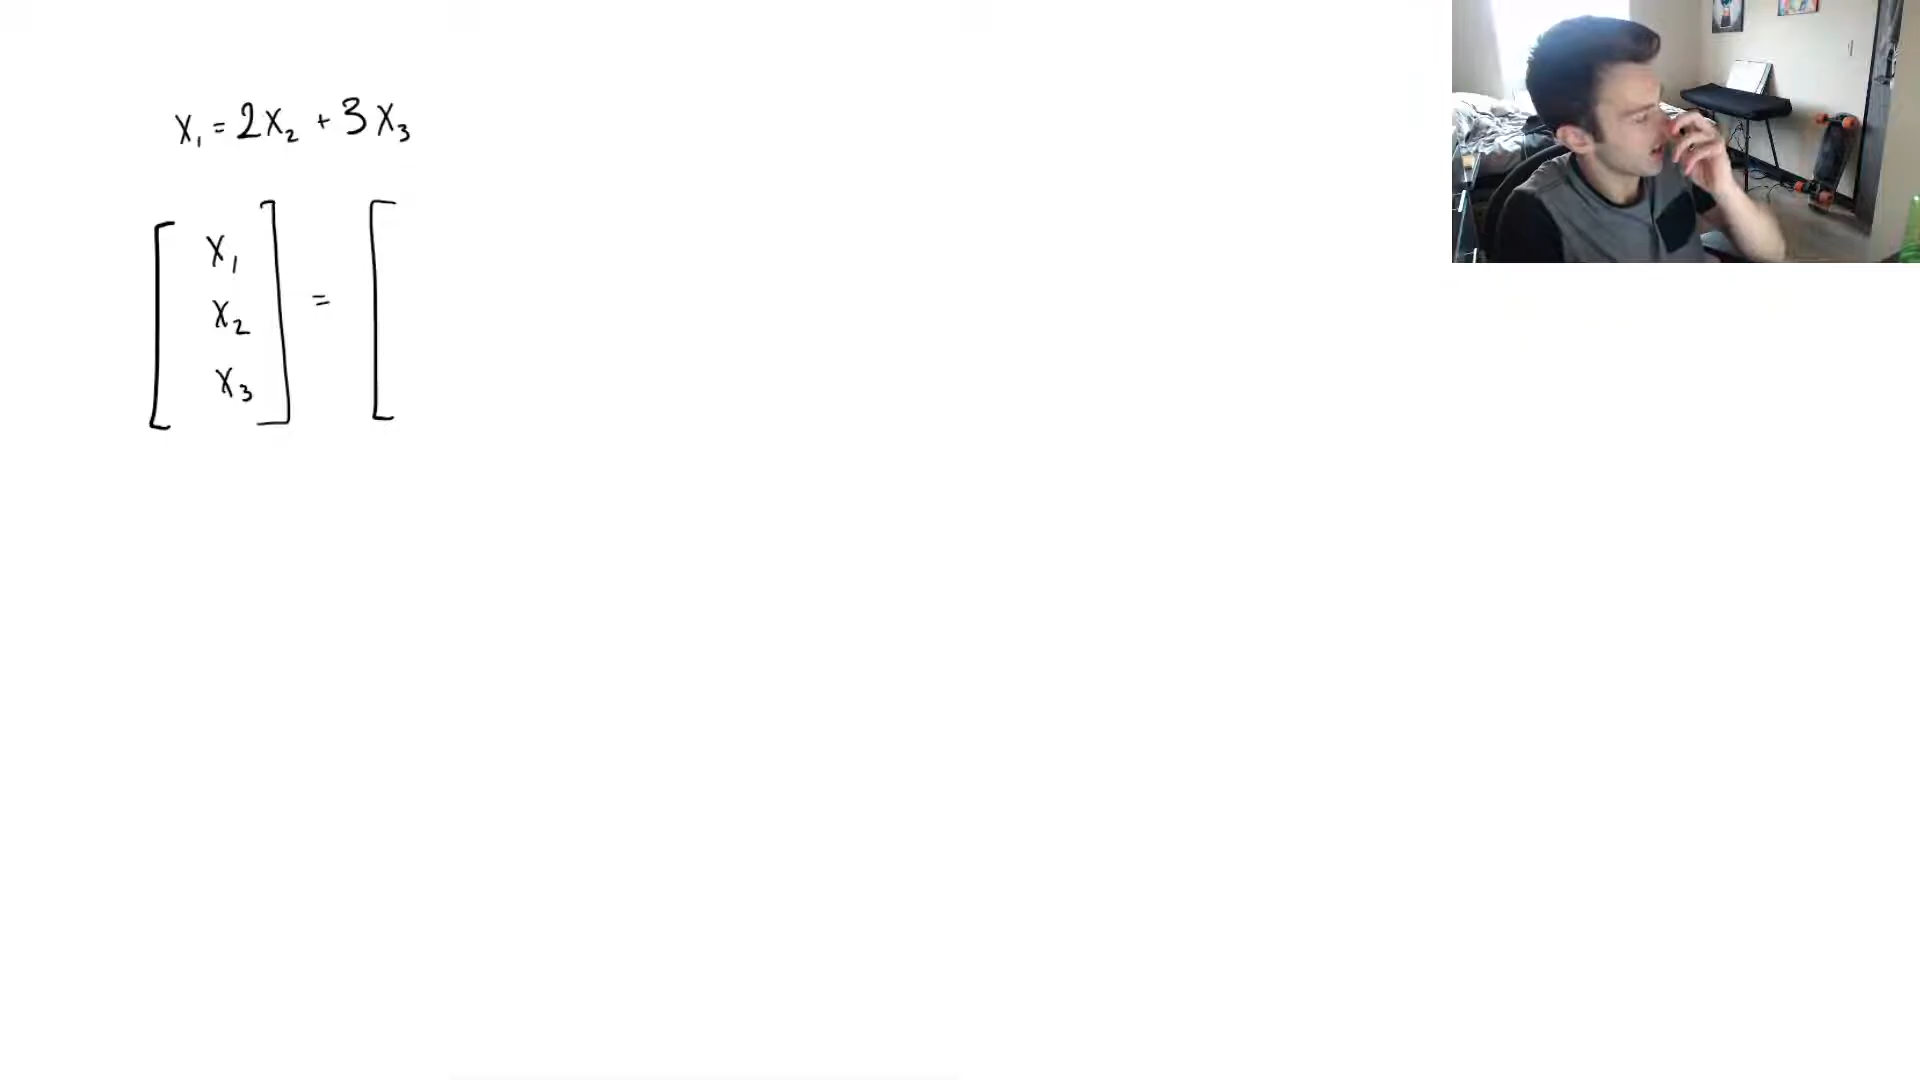 x₁ = 2x₂ + 3x₃
[ x₁ ] = [
x₂
x₃